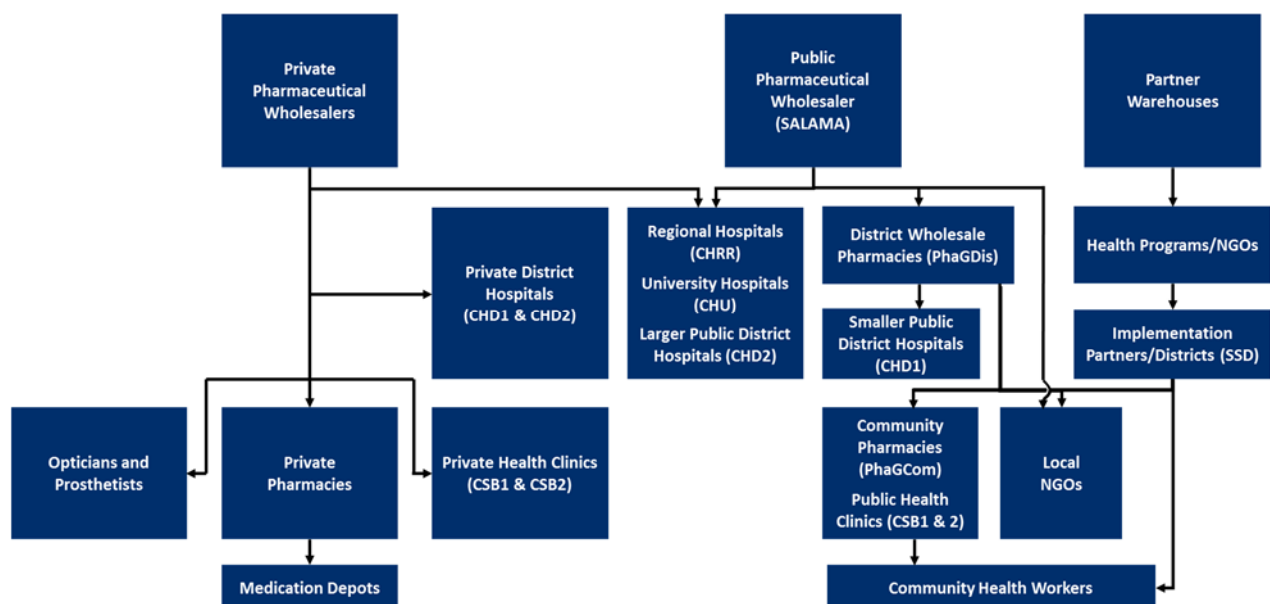 Private
Pharmaceutical
Wholesalers
Public
Pharmaceutical
Wholesaler
(SALAMA)
Partner
Warehouses
Private District
Hospitals
(CHD1 & CHD2)
Regional Hospitals
(CHRR)
University Hospitals
(CHU)
Larger Public District
Hospitals (CHD2)
District Wholesale
Pharmacies (PhaGDis)
Health Programs/NGOs
Smaller Public
District Hospitals
(CHD1)
Implementation
Partners/Districts (SSD)
Opticians and
Prosthetists
Private
Pharmacies
Private Health Clinics
(CSB1 & CSB2)
Community
Pharmacies
(PhaGCom)
Public Health
Clinics (CSB1 & 2)
Local
NGOs
Medication Depots
Community Health Workers